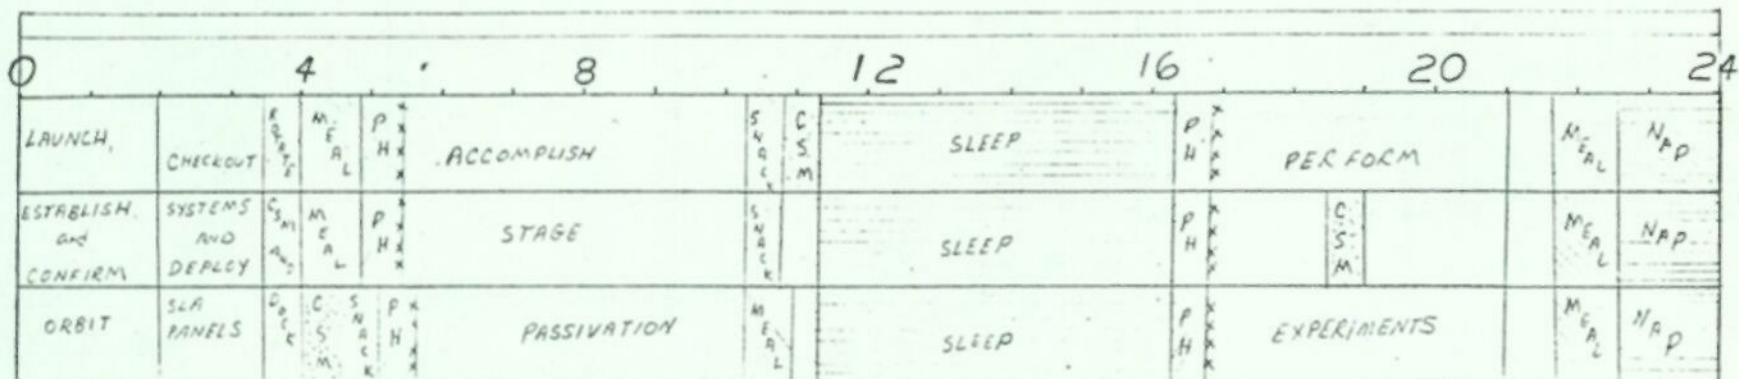 0 4 8 12 16 20 24
LAUNCH, CHECKOUT ROTATE MEAL PH ACCOMPLISH SNACK CSM SLEEP PH PERFORM MEAL NAP
ESTABLISH and CONFIRM SYSTEMS AND DEPLOY CSM AND MEAL PH STAGE SNACK SLEEP PH CSM MEAL NAP
ORBIT SLA PANELS DOCK CSM SNACK PH PASSIVATION MEAL SLEEP PH EXPERIMENTS MEAL NAP